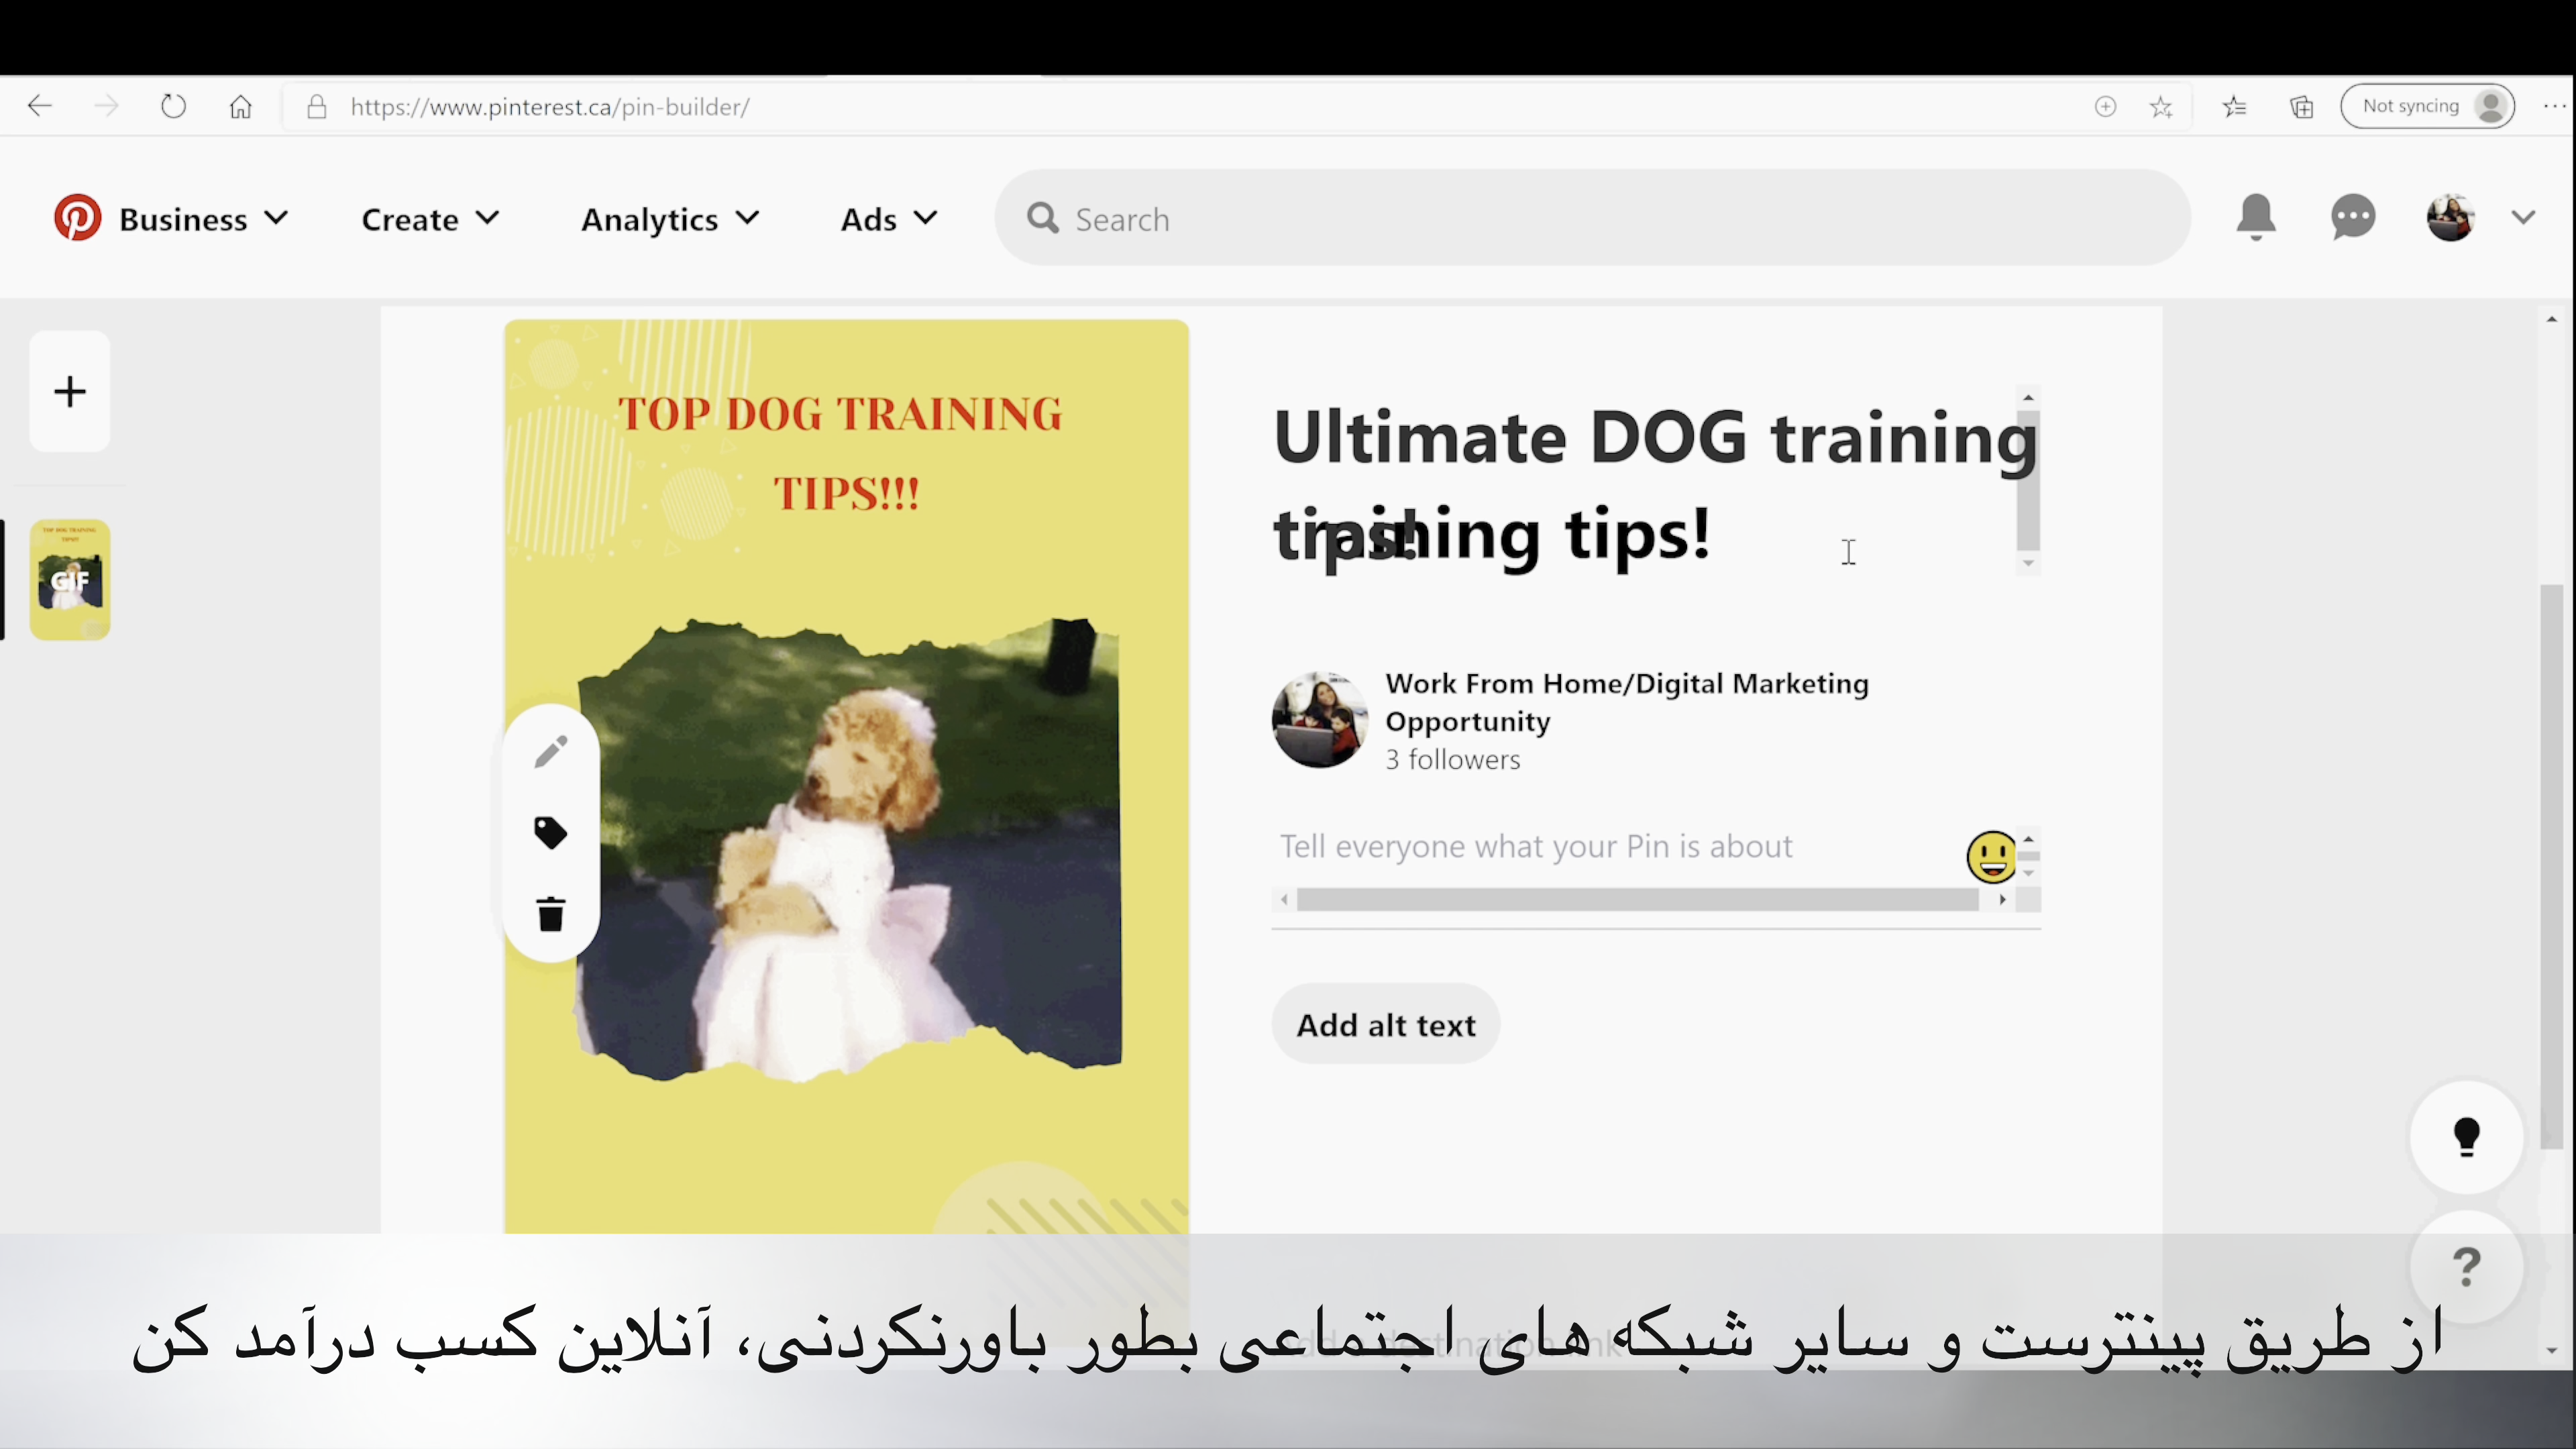 https://www.pinterest.ca/pin-builder/
Not syncing
Business
Create
Analytics
Ads
Search
TOP DOG TRAINING
TIPS!!!
GIF
Ultimate DOG training
tips!
training tips!
Work From Home/Digital Marketing
Opportunity
3 followers
Tell everyone what your Pin is about
Add alt text
?
از طریق پینترست و سایر شبکه های اجتماعی بطور باورنکردنی، آنلاین کسب درآمد کن